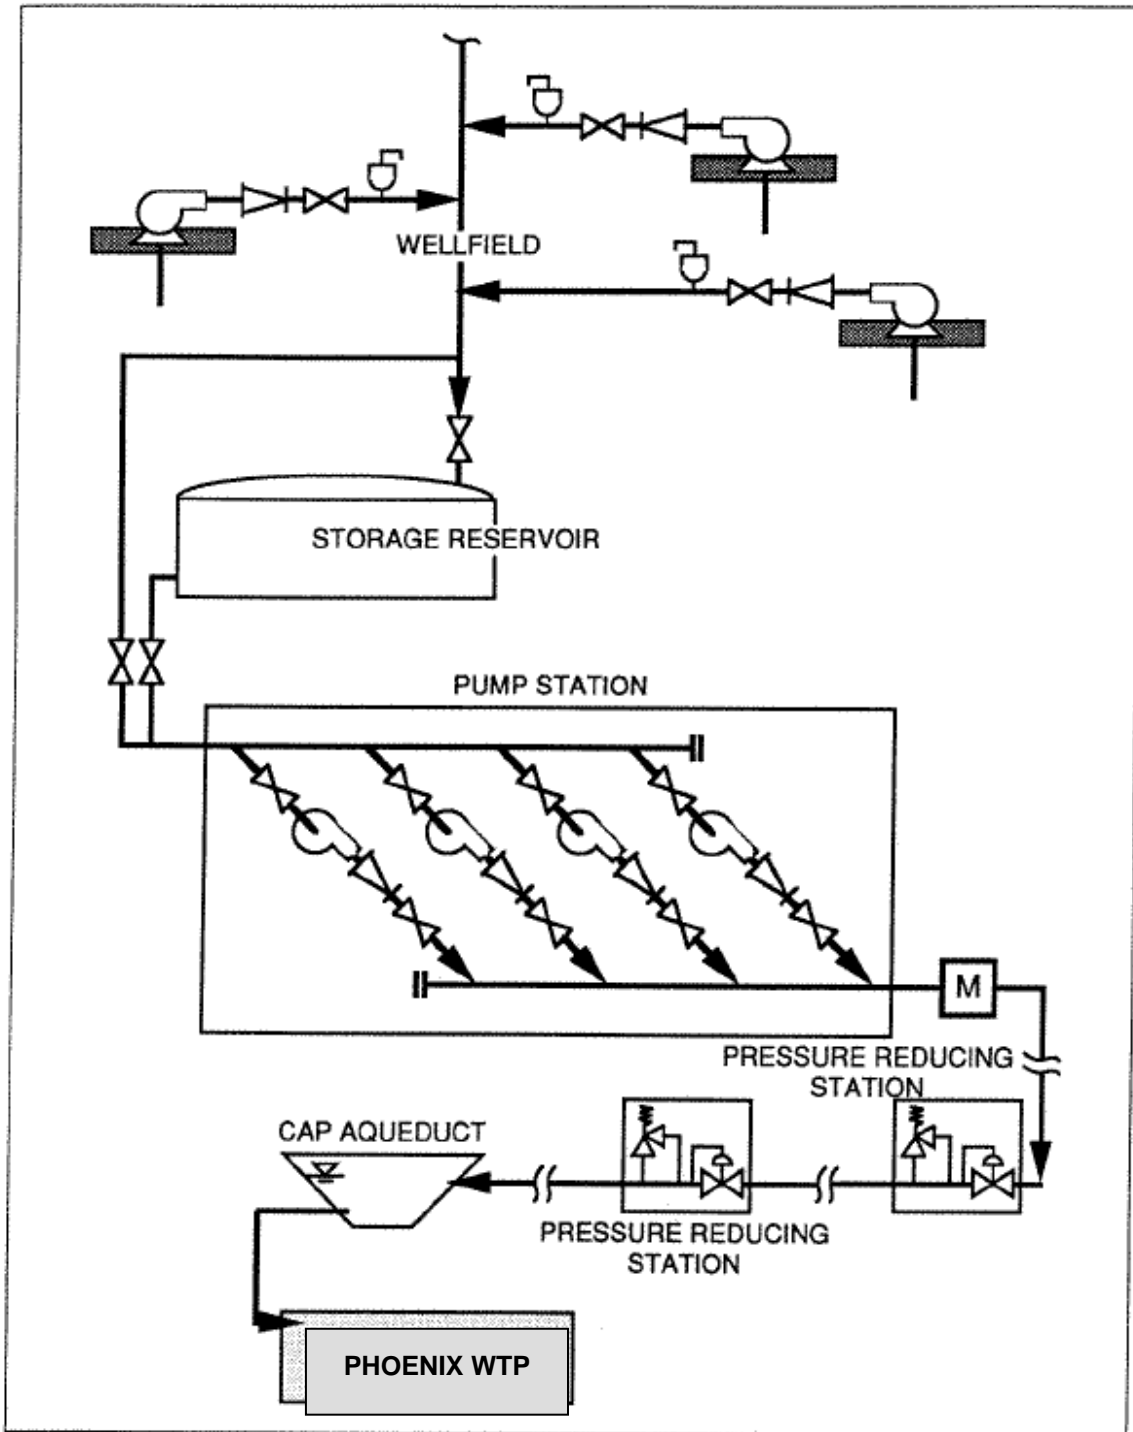 WELLFIELD
STORAGE RESERVOIR
PUMP STATION
M
PRESSURE REDUCING
STATION
CAP AQUEDUCT
PRESSURE REDUCING
STATION
PHOENIX WTP